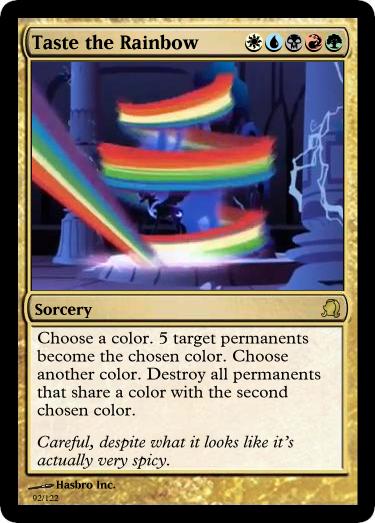 Taste the Rainbow
Sorcery
Choose a color. 5 target permanents
become the chosen color. Choose
another color. Destroy all permanents
that share a color with the second
chosen color.
Careful, despite what it looks like it's
actually very spicy.
Hasbro Inc.
92/122